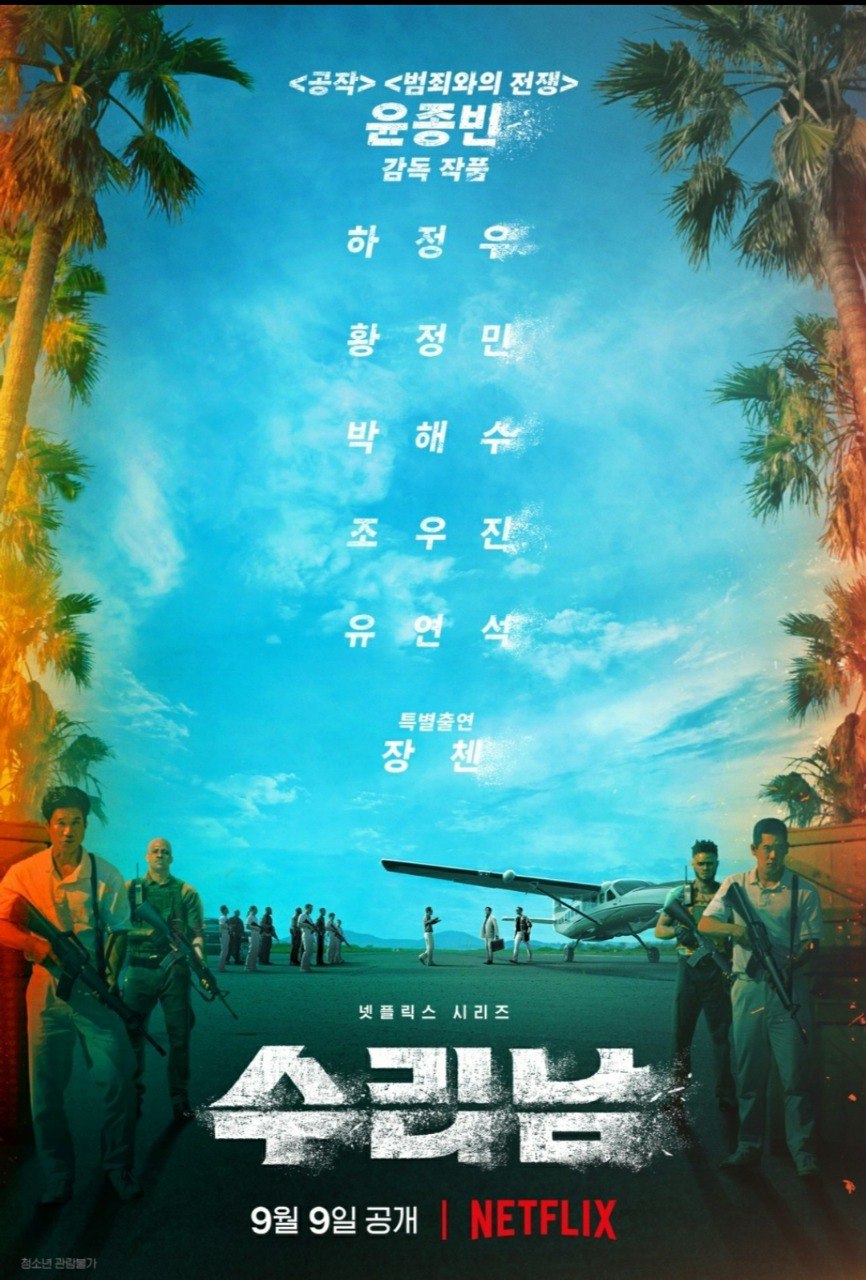 <공작> <범죄와의 전쟁>
윤종빈
감독 작품
하정우
황정민
박해수
조우진
유연석
특별출연
장첸
넷플릭스 시리즈
수리남
9월 9일 공개 | NETFLIX
청소년 관람불가